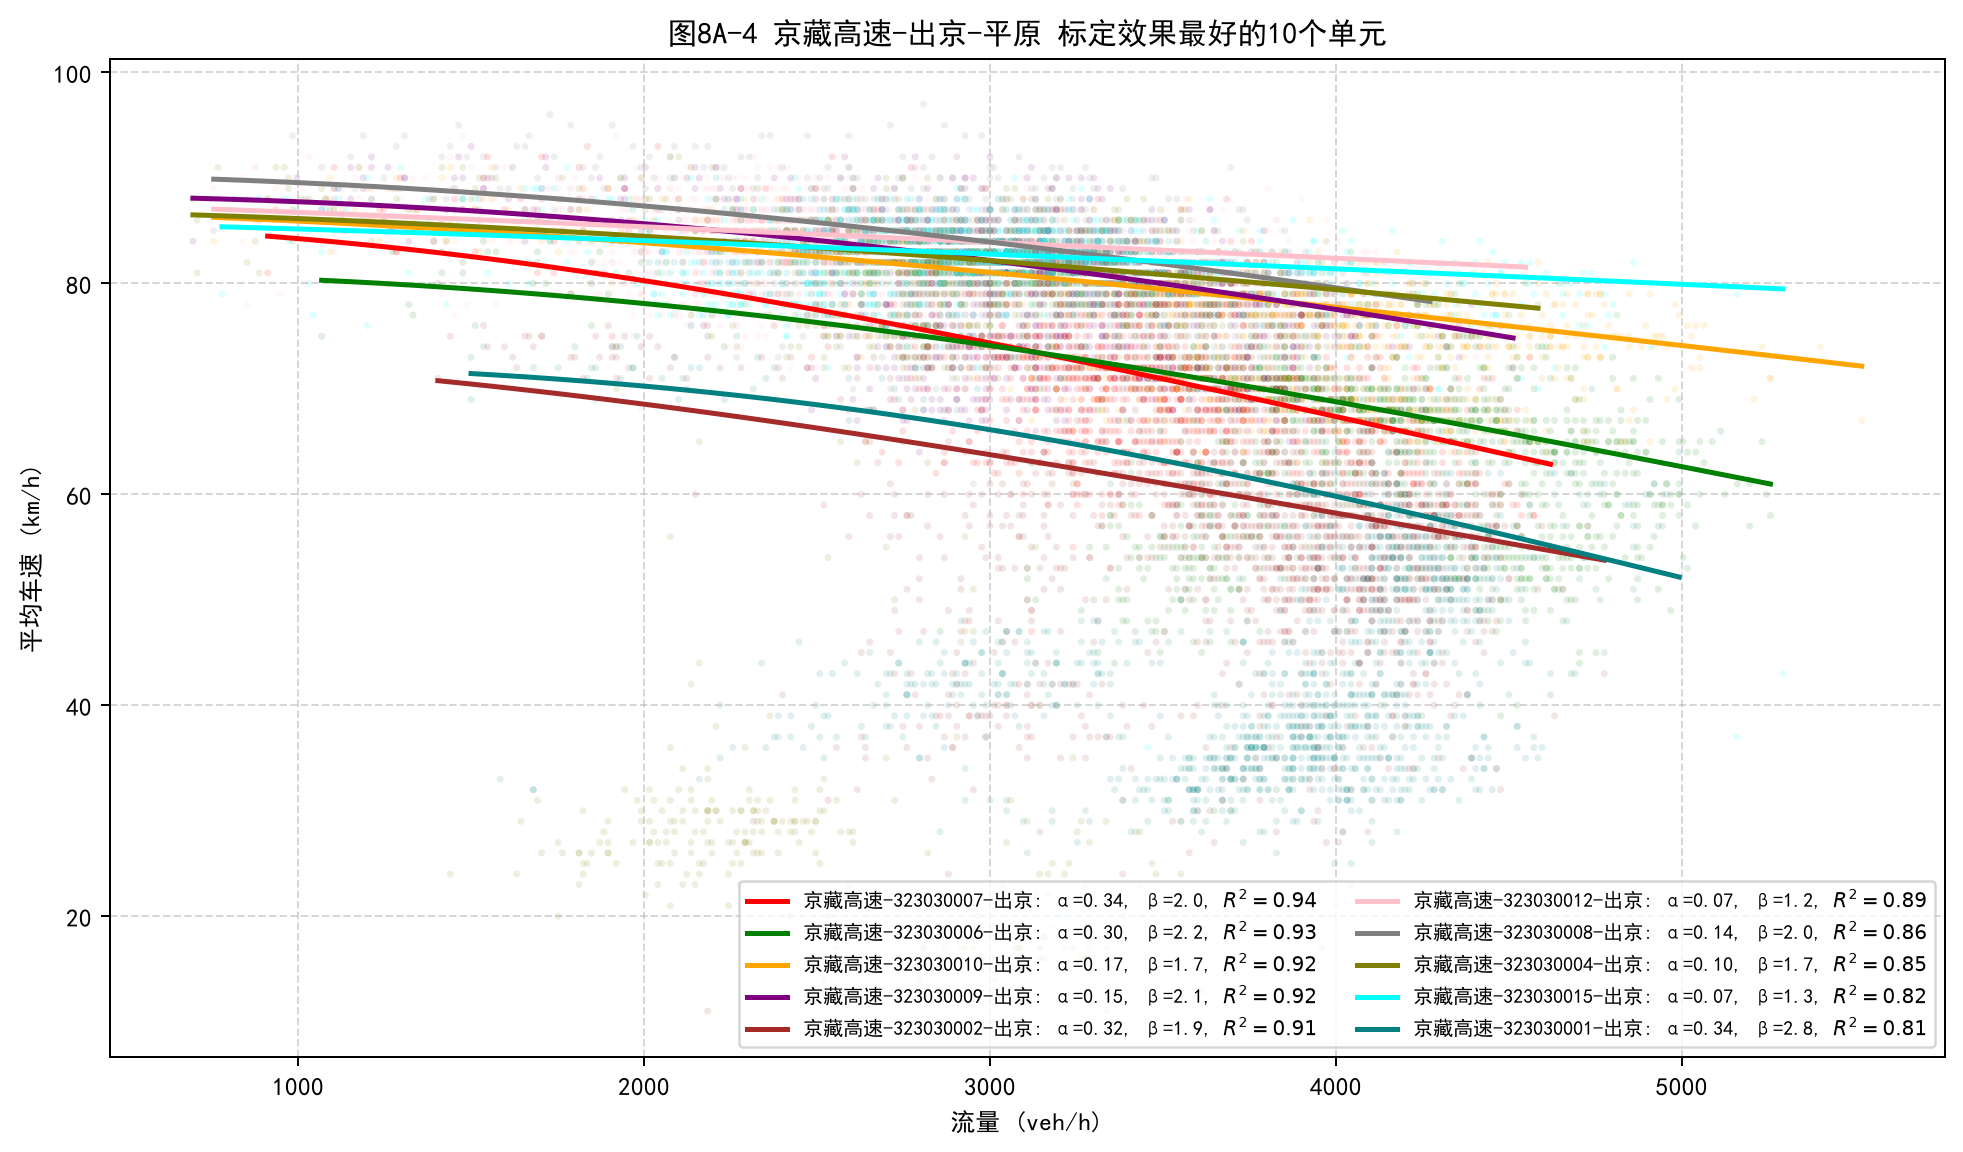 图8A-4 京藏高速-出京-平原 标定效果最好的10个单元
100
80
60
40
20
平均车速 (km/h)
1000 2000 3000 4000 5000
流量 (veh/h)
京藏高速-323030007-出京: α=0.34, β=2.0, R² = 0.94
京藏高速-323030006-出京: α=0.30, β=2.2, R² = 0.93
京藏高速-323030010-出京: α=0.17, β=1.7, R² = 0.92
京藏高速-323030009-出京: α=0.15, β=2.1, R² = 0.92
京藏高速-323030002-出京: α=0.32, β=1.9, R² = 0.91
京藏高速-323030012-出京: α=0.07, β=1.2, R² = 0.89
京藏高速-323030008-出京: α=0.14, β=2.0, R² = 0.86
京藏高速-323030004-出京: α=0.10, β=1.7, R² = 0.85
京藏高速-323030015-出京: α=0.07, β=1.3, R² = 0.82
京藏高速-323030001-出京: α=0.34, β=2.8, R² = 0.81